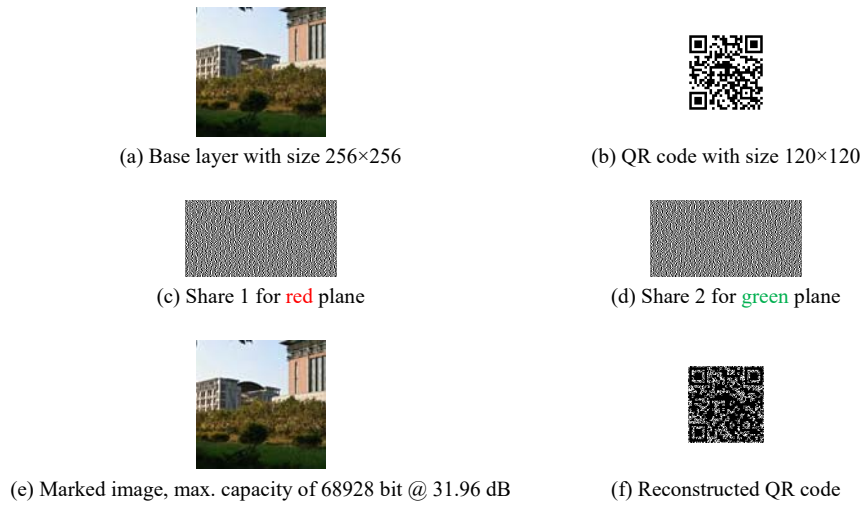 (a) Base layer with size 256×256
(b) QR code with size 120×120
(c) Share 1 for red plane
(d) Share 2 for green plane
(e) Marked image, max. capacity of 68928 bit @ 31.96 dB
(f) Reconstructed QR code